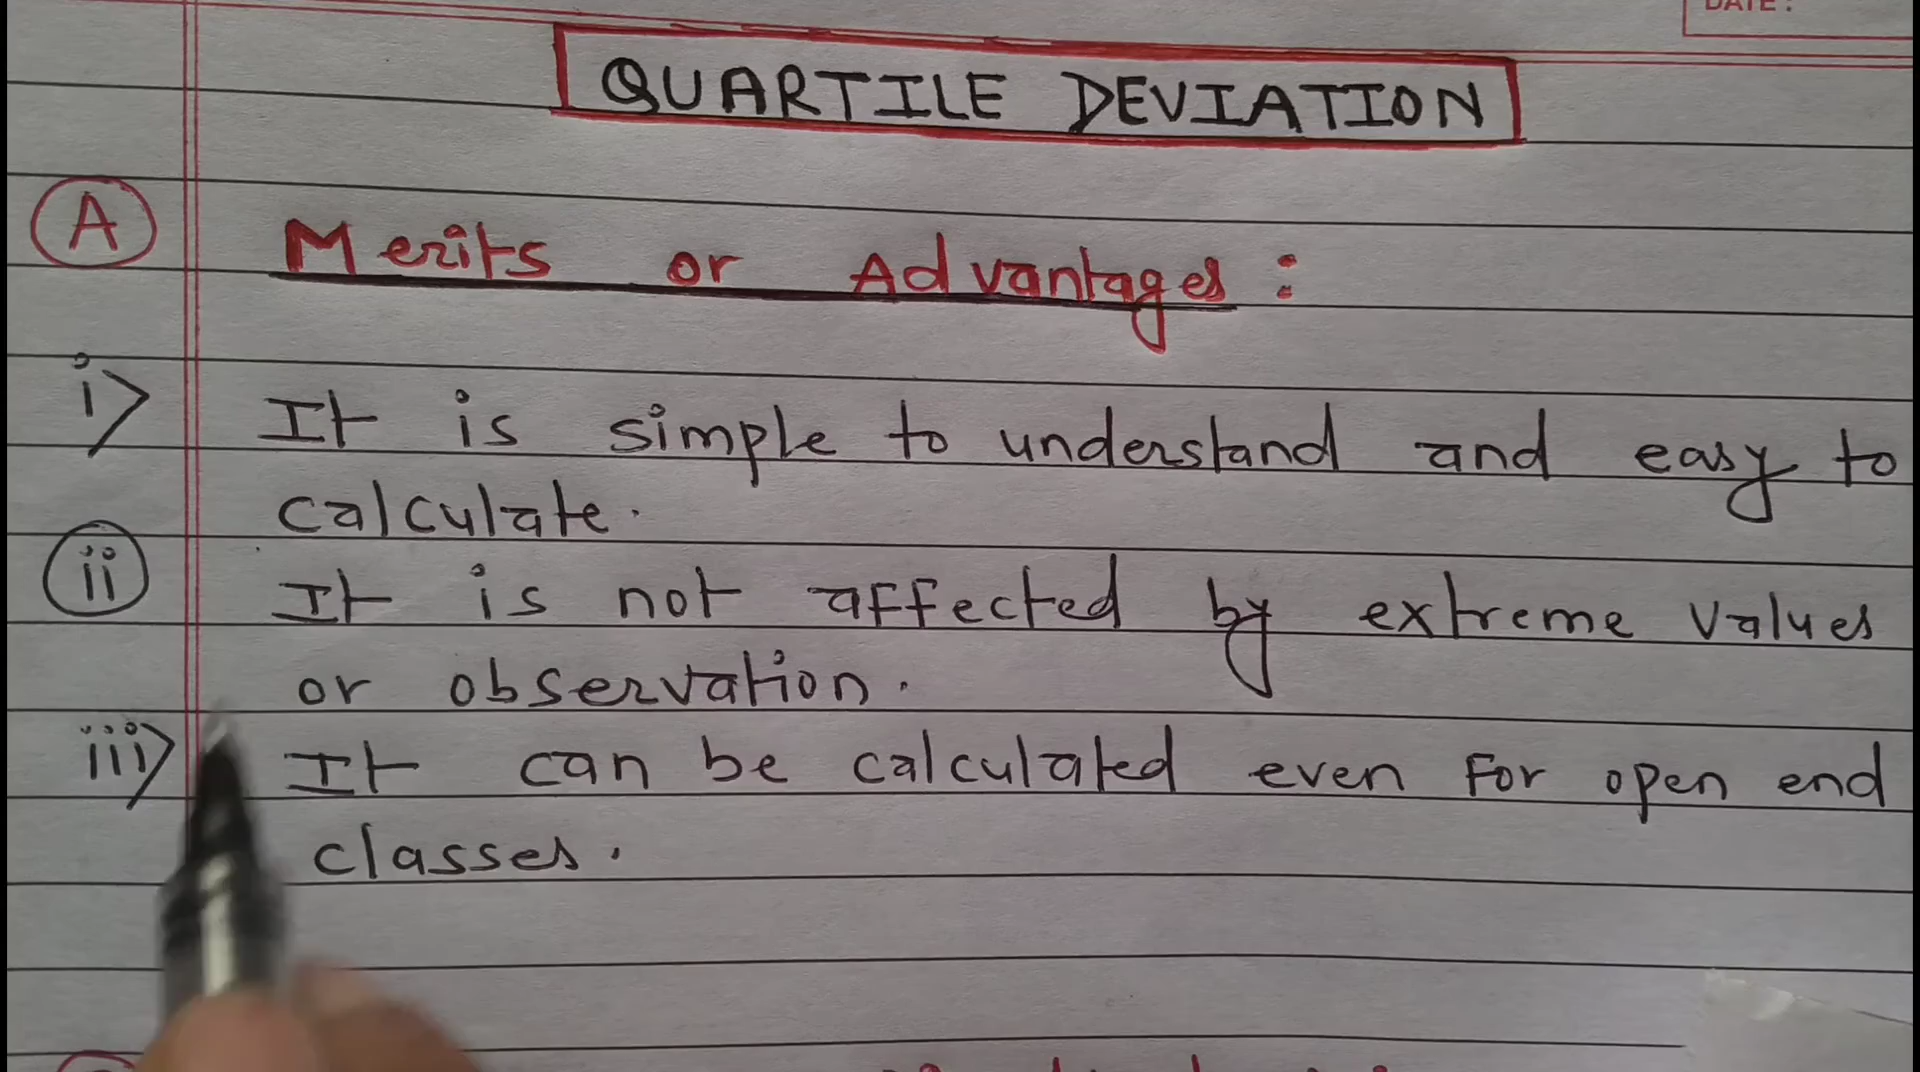 DATE :
QUARTILE DEVIATION
A Merits or Advantages :
i) It is simple to understand and easy to
calculate.
ii It is not affected by extreme values
or observation.
iii) It can be calculated even for open end
classes.